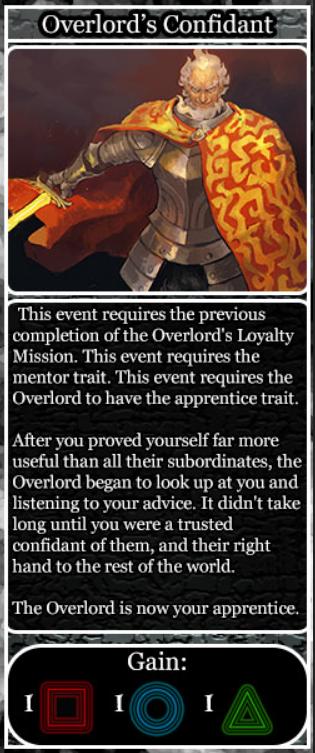 Overlord's Confidant
This event requires the previous
completion of the Overlord's Loyalty
Mission. This event requires the
mentor trait. This event requires the
Overlord to have the apprentice trait.
After you proved yourself far more
useful than all their subordinates, the
Overlord began to look up at you and
listening to your advice. It didn't take
long until you were a trusted
confidant of them, and their right
hand to the rest of the world.
The Overlord is now your apprentice.
Gain:
1 1 1